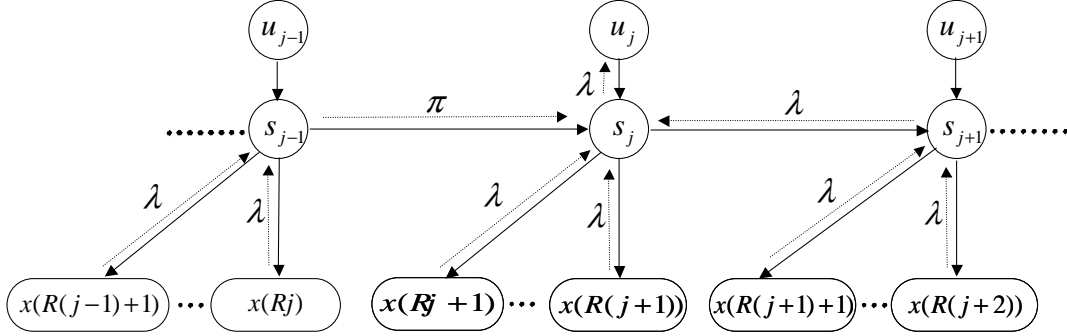 u_{j-1} u_j u_{j+1}
λ
π λ
s_{j-1} s_j s_{j+1}
λ λ λ λ λ λ
x(R(j-1)+1) ... x(Rj) x(Rj+1) ... x(R(j+1)) x(R(j+1)+1) ... x(R(j+2))